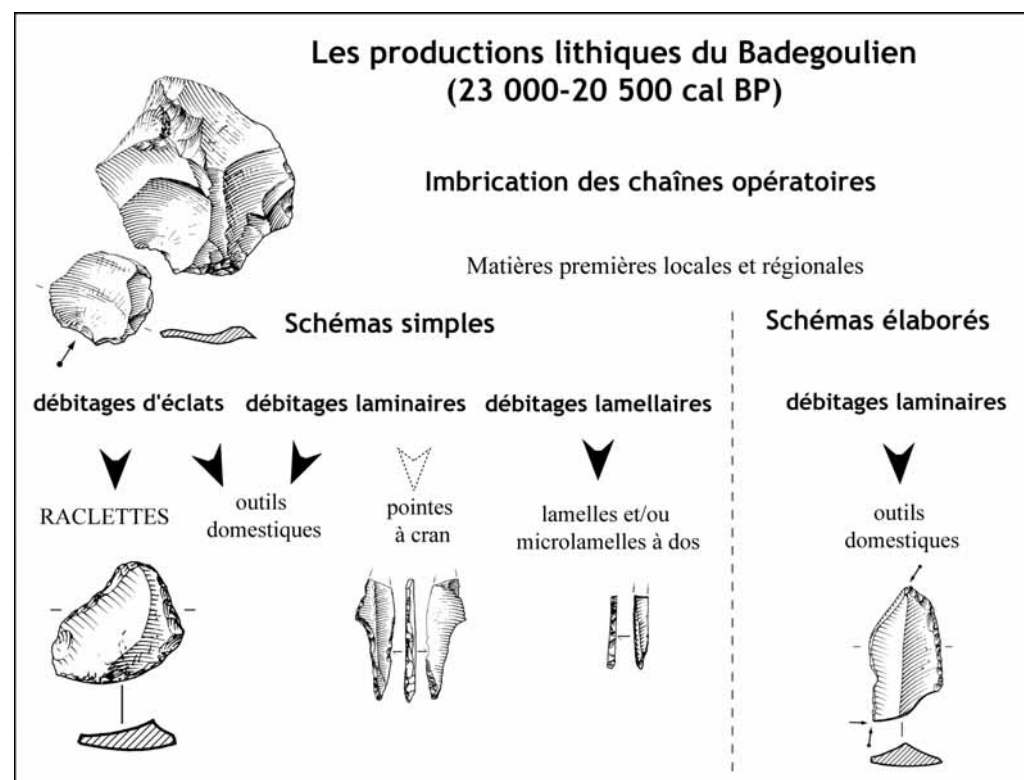 Les productions lithiques du Badegoulien
(23 000-20 500 cal BP)
Imbrication des chaînes opératoires
Matières premières locales et régionales
Schémas simples
Schémas élaborés
débitages d'éclats
débitages laminaires
débitages lamellaires
débitages laminaires
RACLETTES
outils
domestiques
pointes
à cran
lamelles et/ou
microlamelles à dos
outils
domestiques